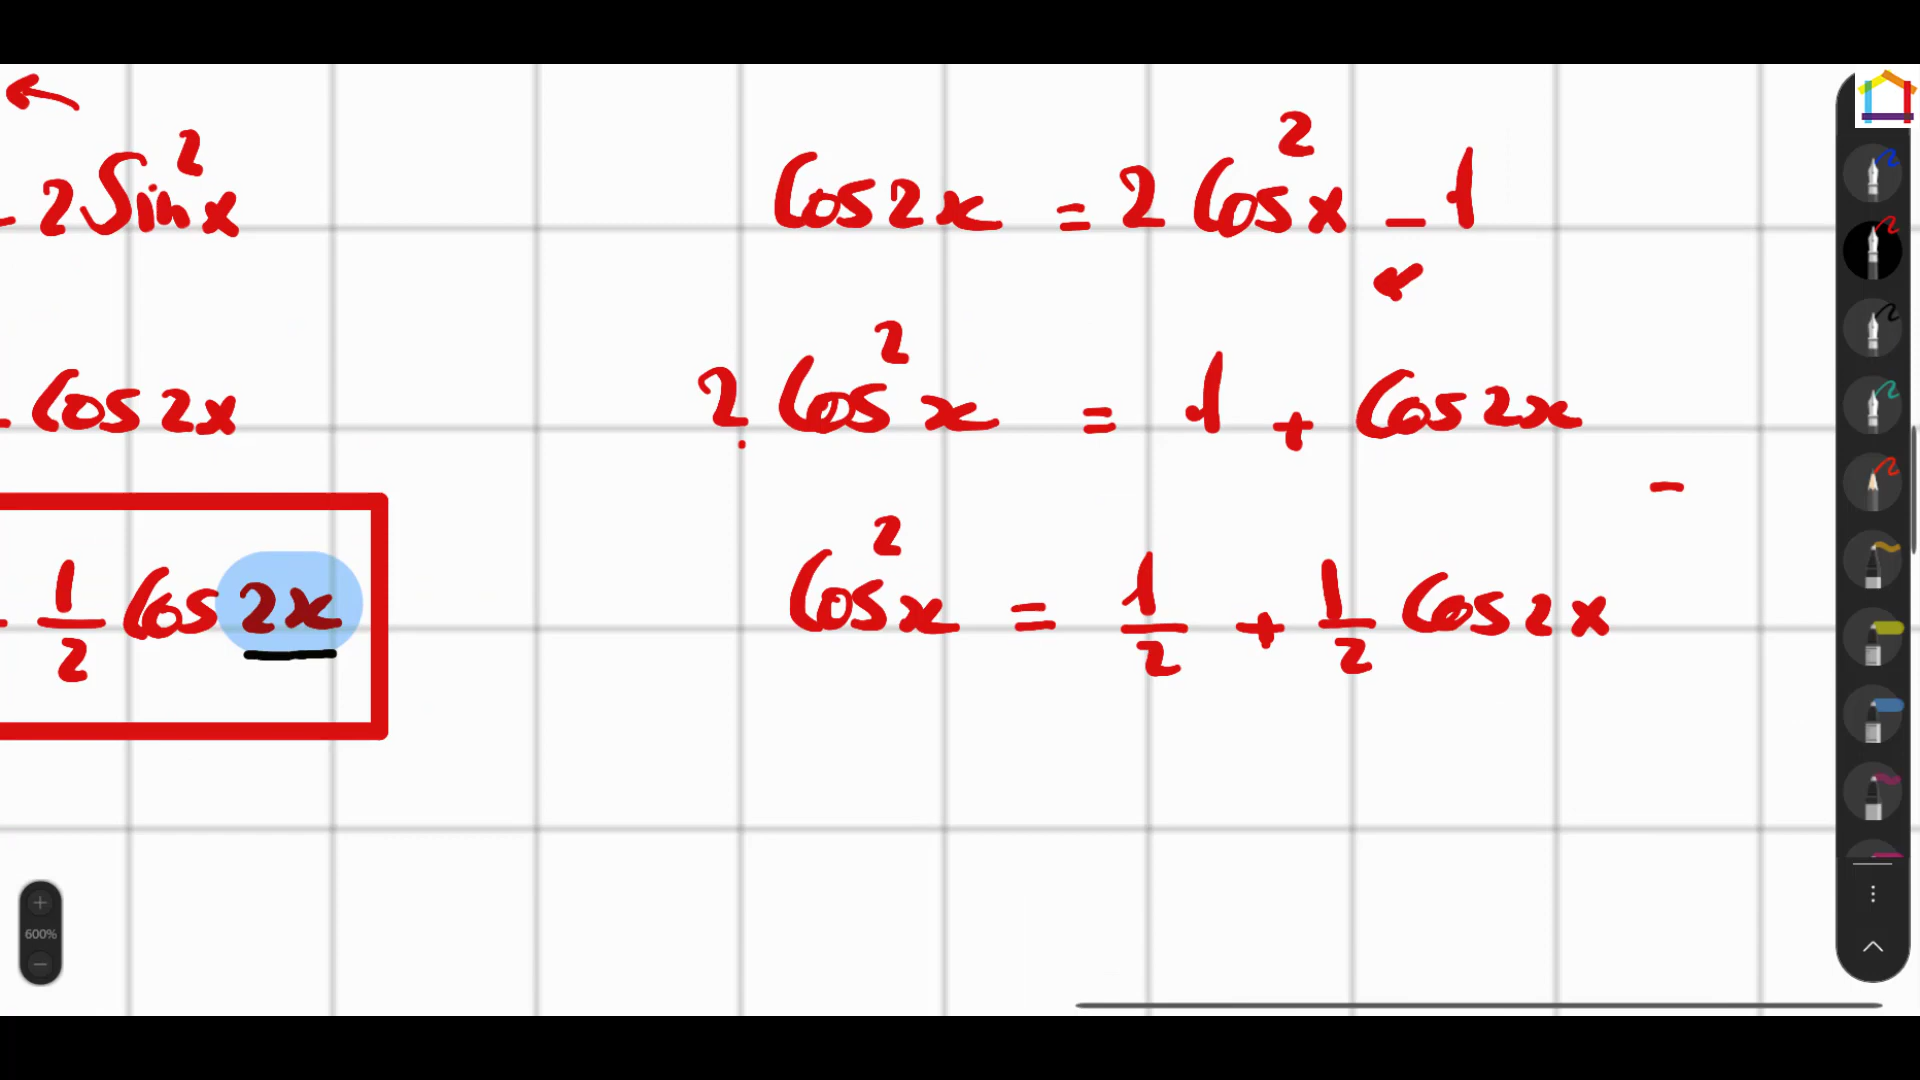 - 2 Sin²x
- Cos 2x
- 1/2 Cos 2x
Cos 2x = 2 Cos²x - 1
2 Cos²x = 1 + Cos 2x
-
Cos²x = 1/2 + 1/2 Cos 2x
600%